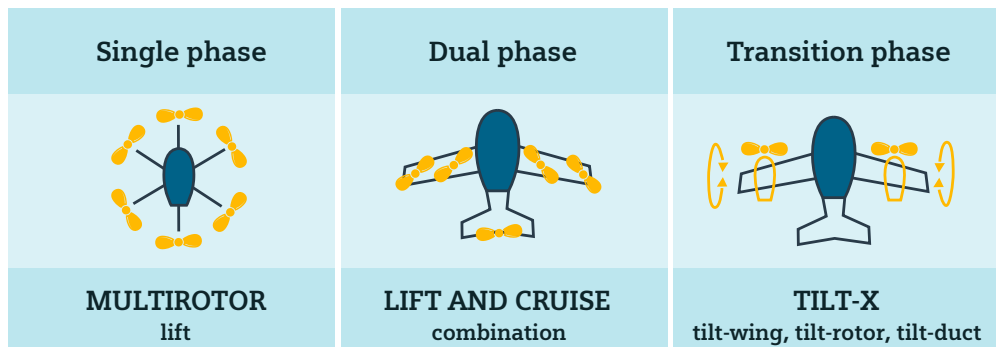 Single phase
Dual phase
Transition phase
MULTIROTOR
lift
LIFT AND CRUISE
combination
TILT-X
tilt-wing, tilt-rotor, tilt-duct